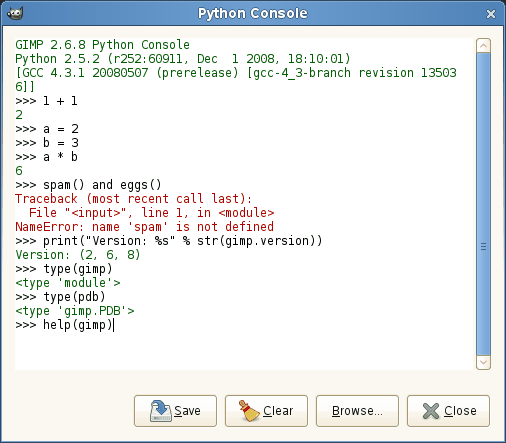 Python Console
GIMP 2.6.8 Python Console
Python 2.5.2 (r252:60911, Dec  1 2008, 18:10:01)
[GCC 4.3.1 20080507 (prerelease) [gcc-4_3-branch revision 13503
6]]
>>> 1 + 1
2
>>> a = 2
>>> b = 3
>>> a * b
6
>>> spam() and eggs()
Traceback (most recent call last):
  File "<input>", line 1, in <module>
NameError: name 'spam' is not defined
>>> print("Version: %s" % str(gimp.version))
Version: (2, 6, 8)
>>> type(gimp)
<type 'module'>
>>> type(pdb)
<type 'gimp.PDB'>
>>> help(gimp)
Save Clear Browse... Close